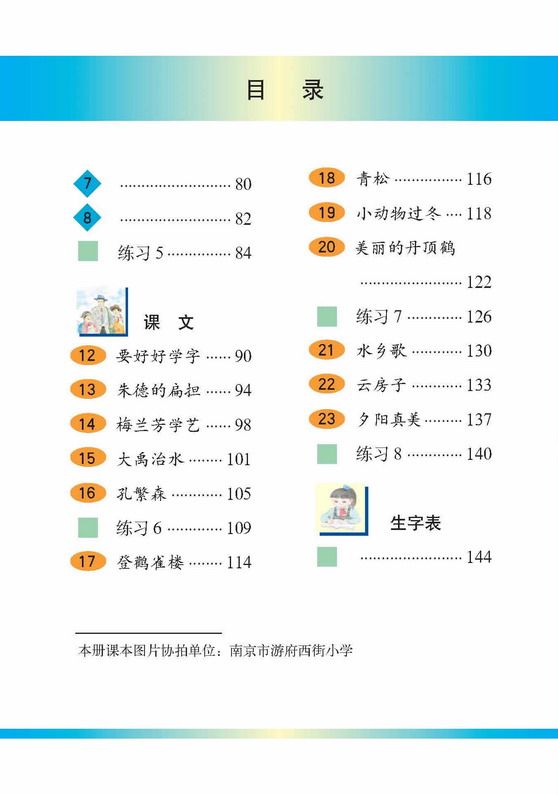 目 录
7 ……………………… 80
8 ……………………… 82
练习5 …………… 84
课 文
12 要好好学字 …… 90
13 朱德的扁担 …… 94
14 梅兰芳学艺 …… 98
15 大禹治水 ……… 101
16 孔繁森 ………… 105
练习6 …………… 109
17 登鹳雀楼 ……… 114
18 青松 …………… 116
19 小动物过冬 …… 118
20 美丽的丹顶鹤
…………………… 122
练习7 …………… 126
21 水乡歌 ………… 130
22 云房子 ………… 133
23 夕阳真美 ……… 137
练习8 …………… 140
生字表
…………………… 144
本册课本图片协拍单位：南京市游府西街小学